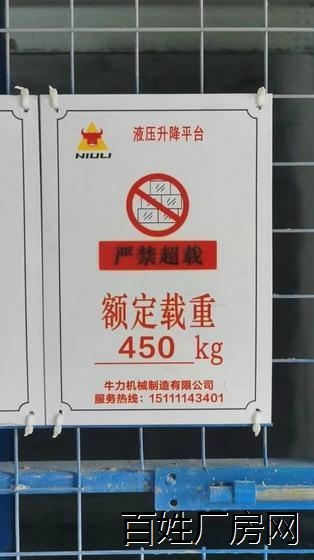 液压升降平台
NIULI
严禁超载
额定载重
450 kg
牛力机械制造有限公司
服务热线：15111143401
百姓厂房网